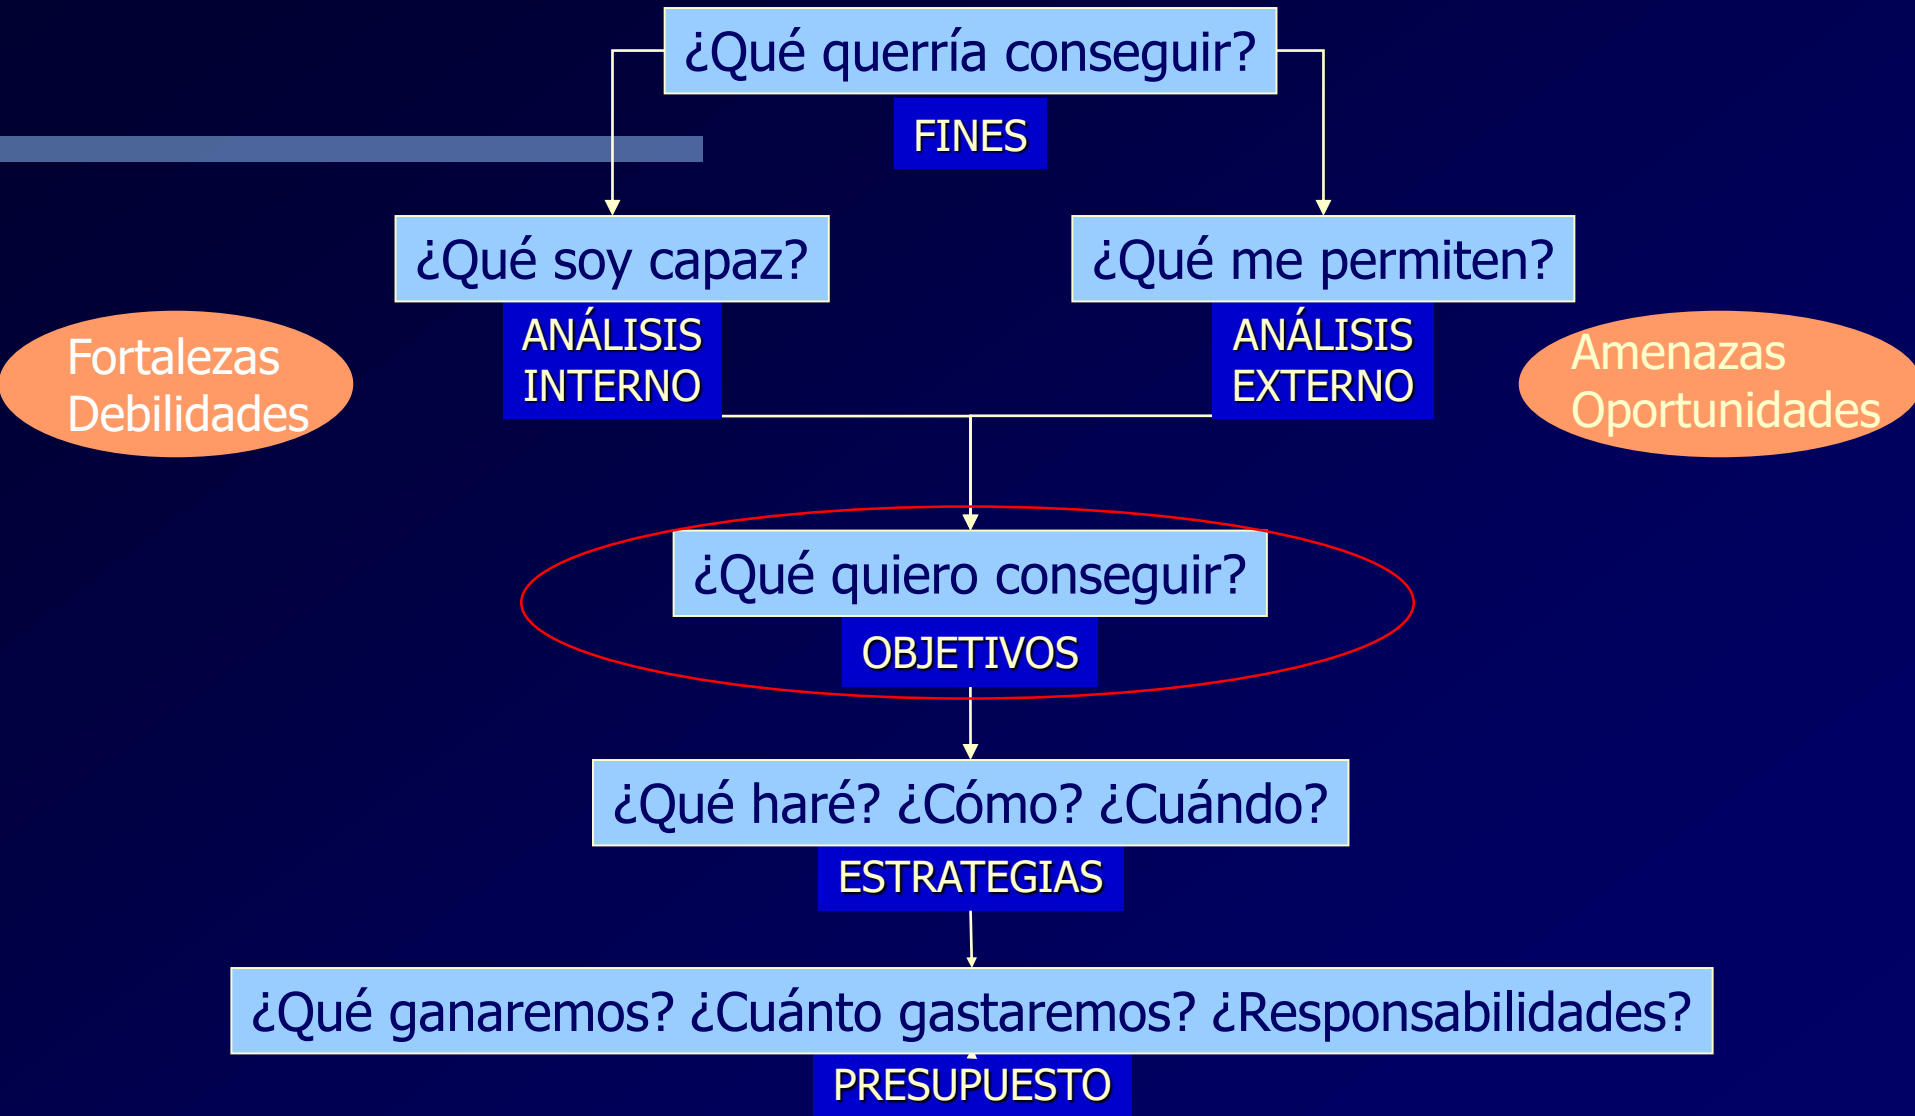 ¿Qué querría conseguir?
FINES
¿Qué soy capaz?
¿Qué me permiten?
ANÁLISIS
INTERNO
ANÁLISIS
EXTERNO
Fortalezas
Debilidades
Amenazas
Oportunidades
¿Qué quiero conseguir?
OBJETIVOS
¿Qué haré? ¿Cómo? ¿Cuándo?
ESTRATEGIAS
¿Qué ganaremos? ¿Cuánto gastaremos? ¿Responsabilidades?
PRESUPUESTO